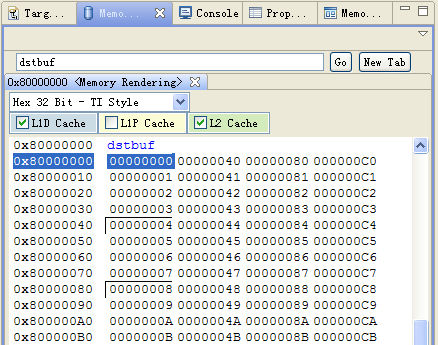 Targ... Memo... Console Prop... Memo...
dstbuf Go New Tab
0x80000000 <Memory Rendering>
Hex 32 Bit - TI Style
L1D Cache L1P Cache L2 Cache
0x80000000 dstbuf
0x80000000 00000000 00000040 00000080 000000C0
0x80000010 00000001 00000041 00000081 000000C1
0x80000020 00000002 00000042 00000082 000000C2
0x80000030 00000003 00000043 00000083 000000C3
0x80000040 00000004 00000044 00000084 000000C4
0x80000050 00000005 00000045 00000085 000000C5
0x80000060 00000006 00000046 00000086 000000C6
0x80000070 00000007 00000047 00000087 000000C7
0x80000080 00000008 00000048 00000088 000000C8
0x80000090 00000009 00000049 00000089 000000C9
0x800000A0 0000000A 0000004A 0000008A 000000CA
0x800000B0 0000000B 0000004B 0000008B 000000CB